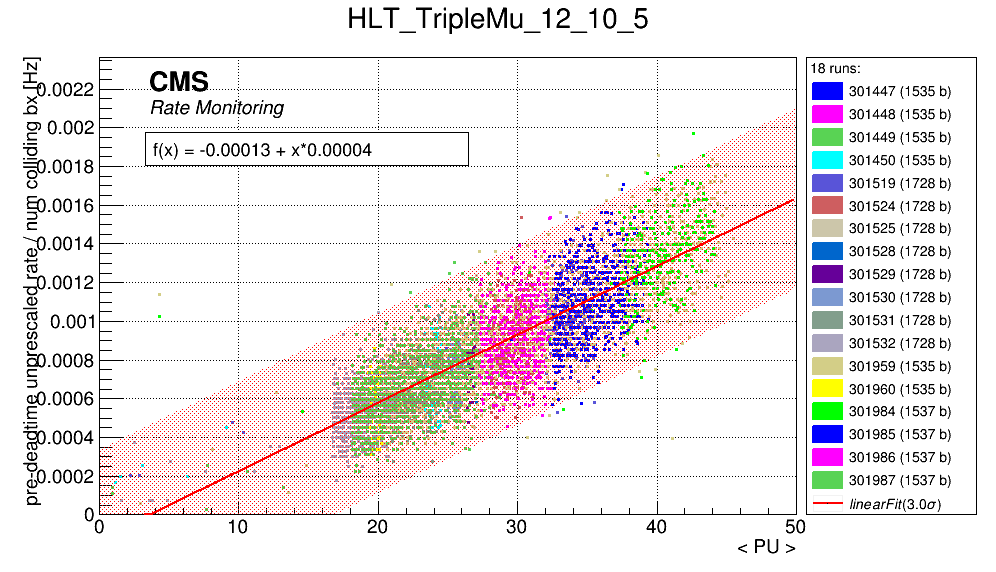 HLT_TripleMu_12_10_5
pre-deadtime unprescaled rate / num colliding bx [Hz]
0.0022
0.002
0.0018
0.0016
0.0014
0.0012
0.001
0.0008
0.0006
0.0004
0.0002
0
CMS
Rate Monitoring
f(x) = -0.00013 + x*0.00004
0 10 20 30 40 50
< PU >
18 runs:
301447 (1535 b)
301448 (1535 b)
301449 (1535 b)
301450 (1535 b)
301519 (1728 b)
301524 (1728 b)
301525 (1728 b)
301528 (1728 b)
301529 (1728 b)
301530 (1728 b)
301531 (1728 b)
301532 (1728 b)
301959 (1535 b)
301960 (1535 b)
301984 (1537 b)
301985 (1537 b)
301986 (1537 b)
301987 (1537 b)
linearFit(3.0σ)